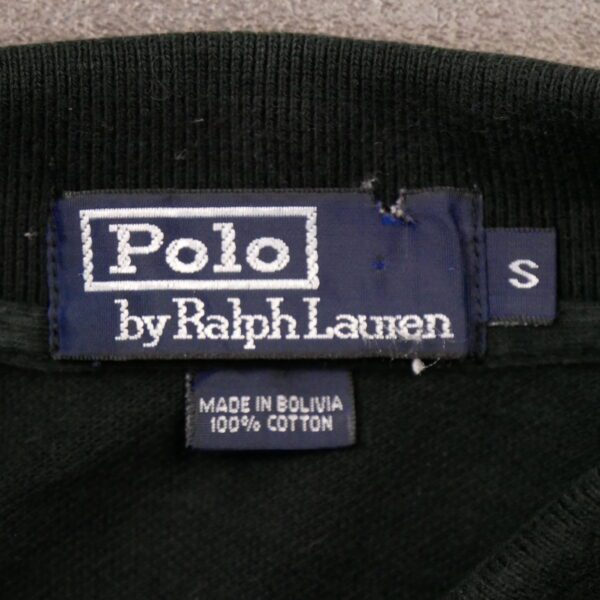 Polo
by Ralph Lauren
S
MADE IN BOLIVIA
100% COTTON